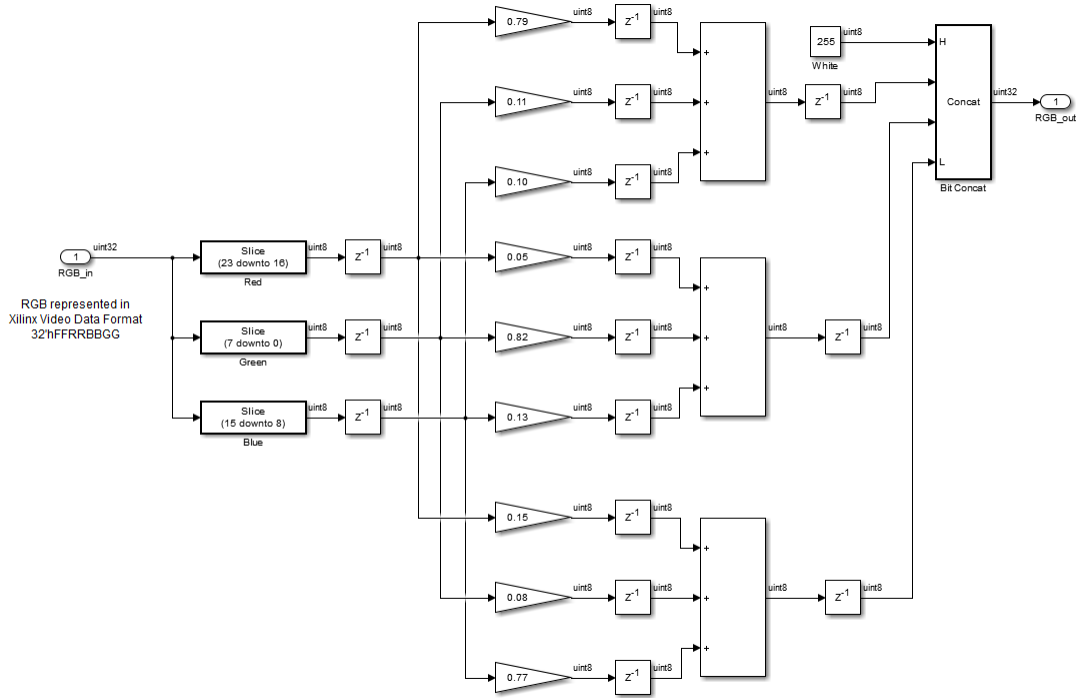 0.79
uint8
z-1
uint8
+
0.11
uint8
z-1
uint8
+
0.10
uint8
z-1
uint8
+
uint8
z-1
uint8
255
uint8
White
H
Concat
L
Bit Concat
uint32
1
RGB_out
1
uint32
RGB_in
RGB represented in
Xilinx Video Data Format
32'hFFRRBBGG
Slice
(23 downto 16)
Red
uint8
z-1
uint8
Slice
(7 downto 0)
Green
uint8
z-1
uint8
Slice
(15 downto 8)
Blue
uint8
z-1
uint8
0.05
uint8
z-1
uint8
+
0.82
uint8
z-1
uint8
+
0.13
uint8
z-1
uint8
+
uint8
z-1
uint8
0.15
uint8
z-1
uint8
+
0.08
uint8
z-1
uint8
+
0.77
uint8
z-1
uint8
+
uint8
z-1
uint8